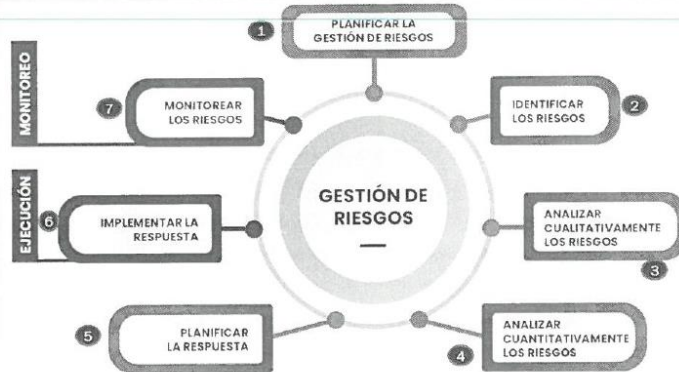 1
PLANIFICAR LA
GESTIÓN DE RIESGOS
MONITOREO
7
MONITOREAR
LOS RIESGOS
IDENTIFICAR
LOS RIESGOS
2
GESTIÓN DE
RIESGOS
EJECUCIÓN
6
IMPLEMENTAR LA
RESPUESTA
ANALIZAR
CUALITATIVAMENTE
LOS RIESGOS
3
5
PLANIFICAR
LA RESPUESTA
4
ANALIZAR
CUANTITATIVAMENTE
LOS RIESGOS